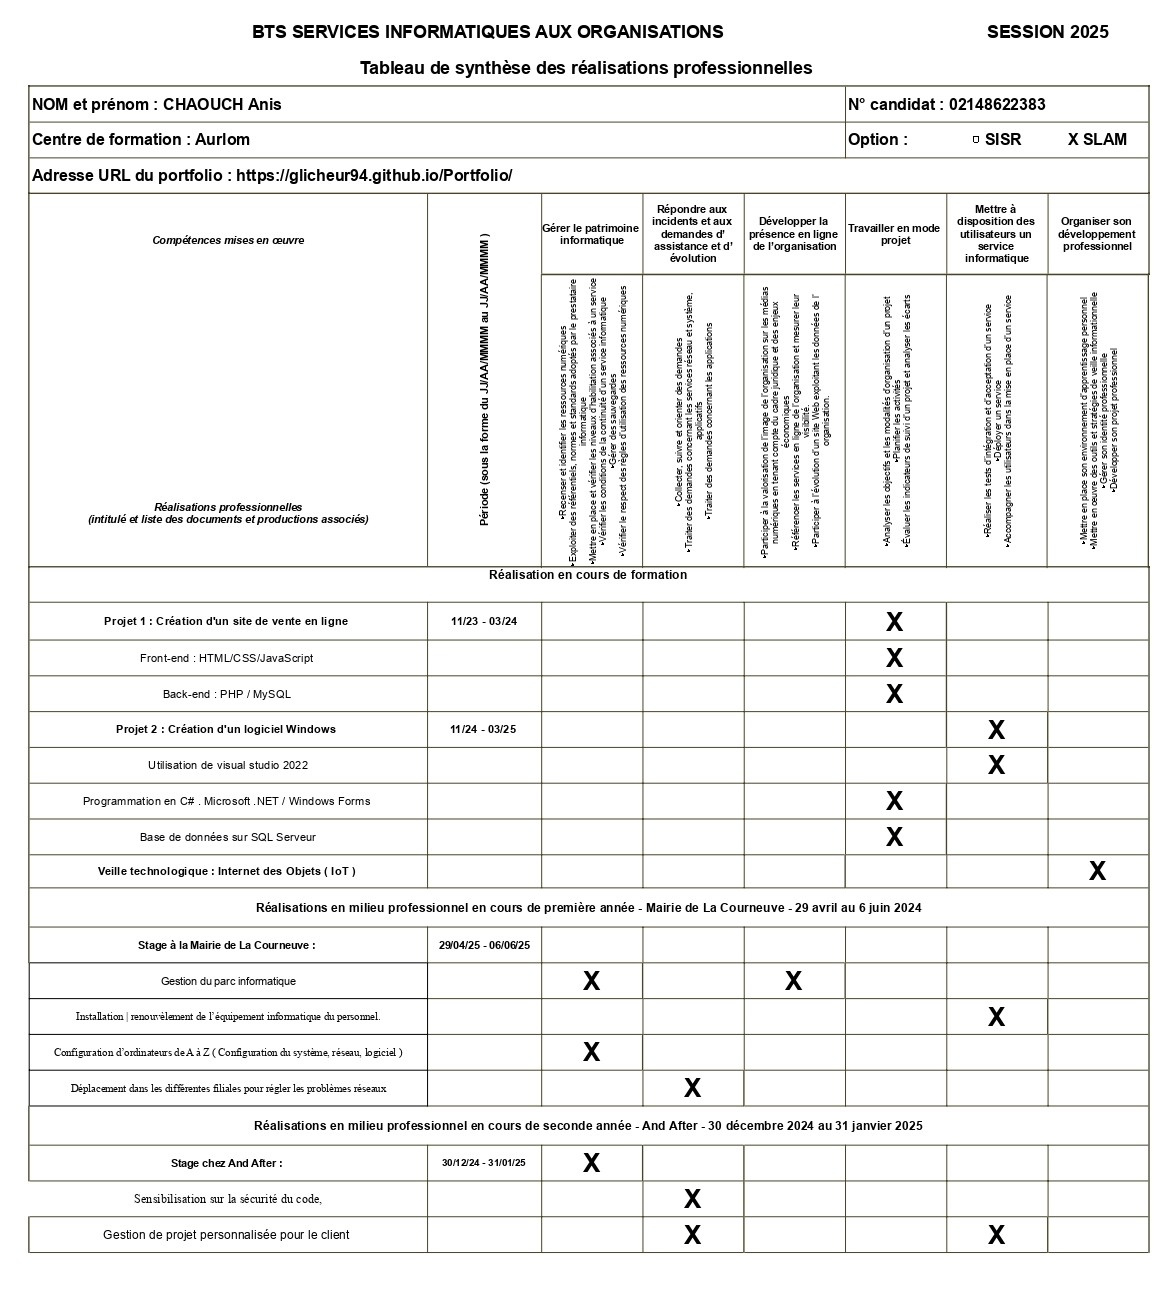 BTS SERVICES INFORMATIQUES AUX ORGANISATIONS SESSION 2025
Tableau de synthèse des réalisations professionnelles
NOM et prénom : CHAOUCH Anis N° candidat : 02148622383
Centre de formation : Aurlom Option : □ SISR X SLAM
Adresse URL du portfolio : https://glicheur94.github.io/Portfolio/
Compétences mises en œuvre
Réalisations professionnelles
(intitulé et liste des documents et productions associés)
Période (sous la forme du JJ/AA/MMMM au JJ/AA/MMMM )
Gérer le patrimoine
informatique
Répondre aux
incidents et aux
demandes d'
assistance et d'
évolution
Développer la
présence en ligne
de l'organisation
Travailler en mode
projet
Mettre à
disposition des
utilisateurs un
service
informatique
Organiser son
développement
professionnel
‣Recenser et identifier les ressources numériques
‣Exploiter des référentiels, normes et standards adoptés par le prestataire
informatique
‣Mettre en place et vérifier les niveaux d'habilitation associés à un service
‣Vérifier les conditions de la continuité d'un service informatique
‣Gérer des sauvegardes
‣Vérifier le respect des règles d'utilisation des ressources numériques
‣Collecter, suivre et orienter des demandes
‣Traiter des demandes concernant les services réseau et système,
applicatifs
‣Traiter des demandes concernant les applications
‣Participer à la valorisation de l'image de l'organisation sur les médias
numériques en tenant compte du cadre juridique et des enjeux
économiques
‣Référencer les services en ligne de l'organisation et mesurer leur
visibilité.
‣Participer à l'évolution d'un site Web exploitant les données de l'
organisation.
‣Analyser les objectifs et les modalités d'organisation d'un projet
‣Planifier les activités
‣Évaluer les indicateurs de suivi d'un projet et analyser les écarts
‣Réaliser les tests d'intégration et d'acceptation d'un service
‣Déployer un service
‣Accompagner les utilisateurs dans la mise en place d'un service
‣Mettre en place son environnement d'apprentissage personnel
‣Mettre en œuvre des outils et stratégies de veille informationnelle
‣Gérer son identité professionnelle
‣Développer son projet professionnel
Réalisation en cours de formation
Projet 1 : Création d'un site de vente en ligne 11/23 - 03/24 X
Front-end : HTML/CSS/JavaScript X
Back-end : PHP / MySQL X
Projet 2 : Création d'un logiciel Windows 11/24 - 03/25 X
Utilisation de visual studio 2022 X
Programmation en C# . Microsoft .NET / Windows Forms X
Base de données sur SQL Serveur X
Veille technologique : Internet des Objets ( IoT ) X
Réalisations en milieu professionnel en cours de première année - Mairie de La Courneuve - 29 avril au 6 juin 2024
Stage à la Mairie de La Courneuve : 29/04/25 - 06/06/25
Gestion du parc informatique X X
Installation | renouvèlement de l'équipement informatique du personnel. X
Configuration d'ordinateurs de A à Z ( Configuration du système, réseau, logiciel ) X
Déplacement dans les différentes filiales pour régler les problèmes réseaux X
Réalisations en milieu professionnel en cours de seconde année - And After - 30 décembre 2024 au 31 janvier 2025
Stage chez And After : 30/12/24 - 31/01/25 X
Sensibilisation sur la sécurité du code, X
Gestion de projet personnalisée pour le client X X